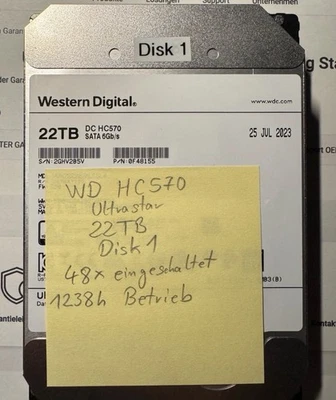 Disk 1
Western Digital®
www.wdc.com
22TB
DC HC570
SATA 6Gb/s
25 JUL 2023
S/N: 2GHV285V
P/N: 0F48155
WD HC570
Ultrastar
22TB
Disk 1
48x eingeschaltet
1238h Betrieb